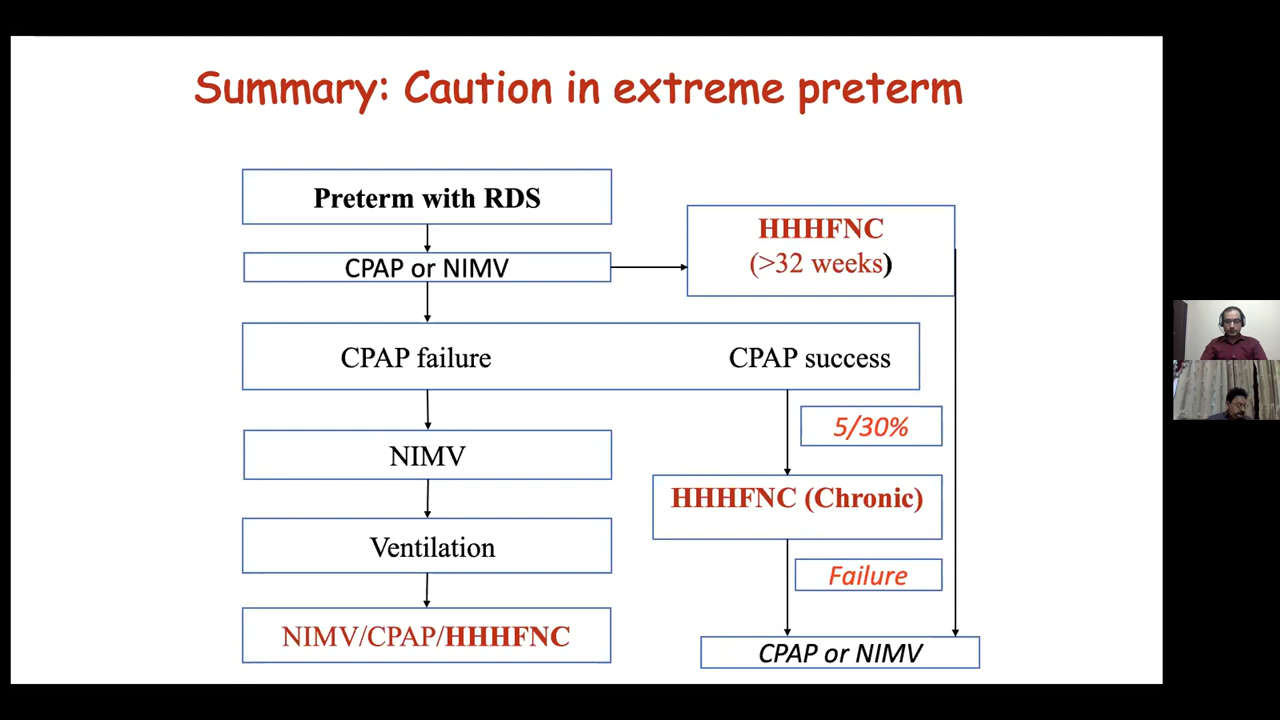 Summary: Caution in extreme preterm
Preterm with RDS
CPAP or NIMV
HHHFNC
(>32 weeks)
CPAP failure
CPAP success
5/30%
NIMV
HHHFNC (Chronic)
Ventilation
Failure
NIMV/CPAP/HHHFNC
CPAP or NIMV